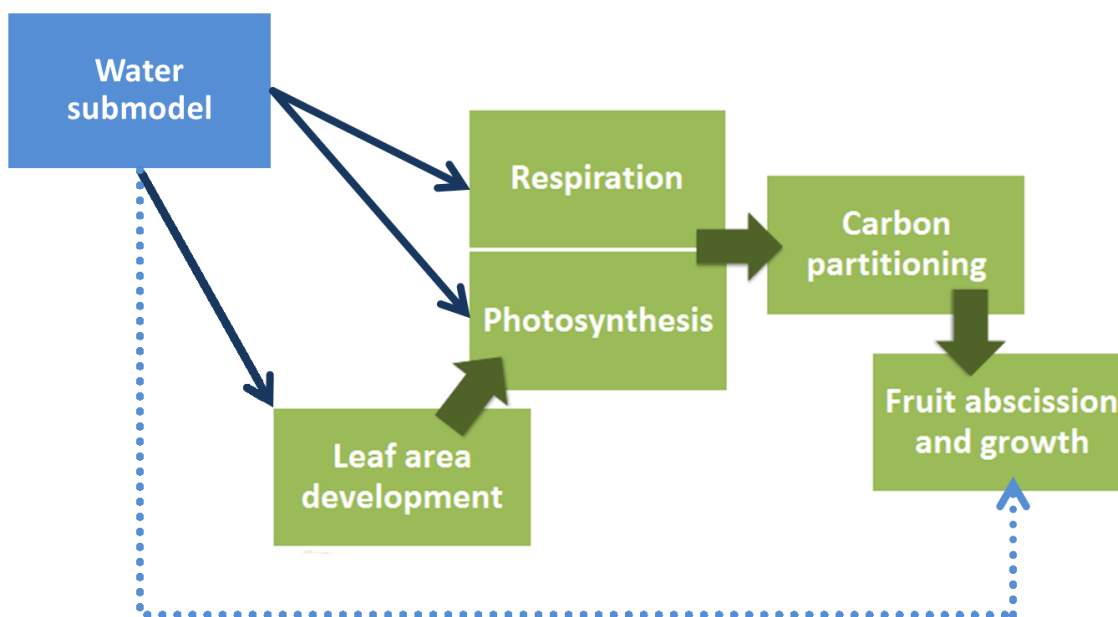 Water
submodel
Respiration
Photosynthesis
Carbon
partitioning
Fruit abscission
and growth
Leaf area
development